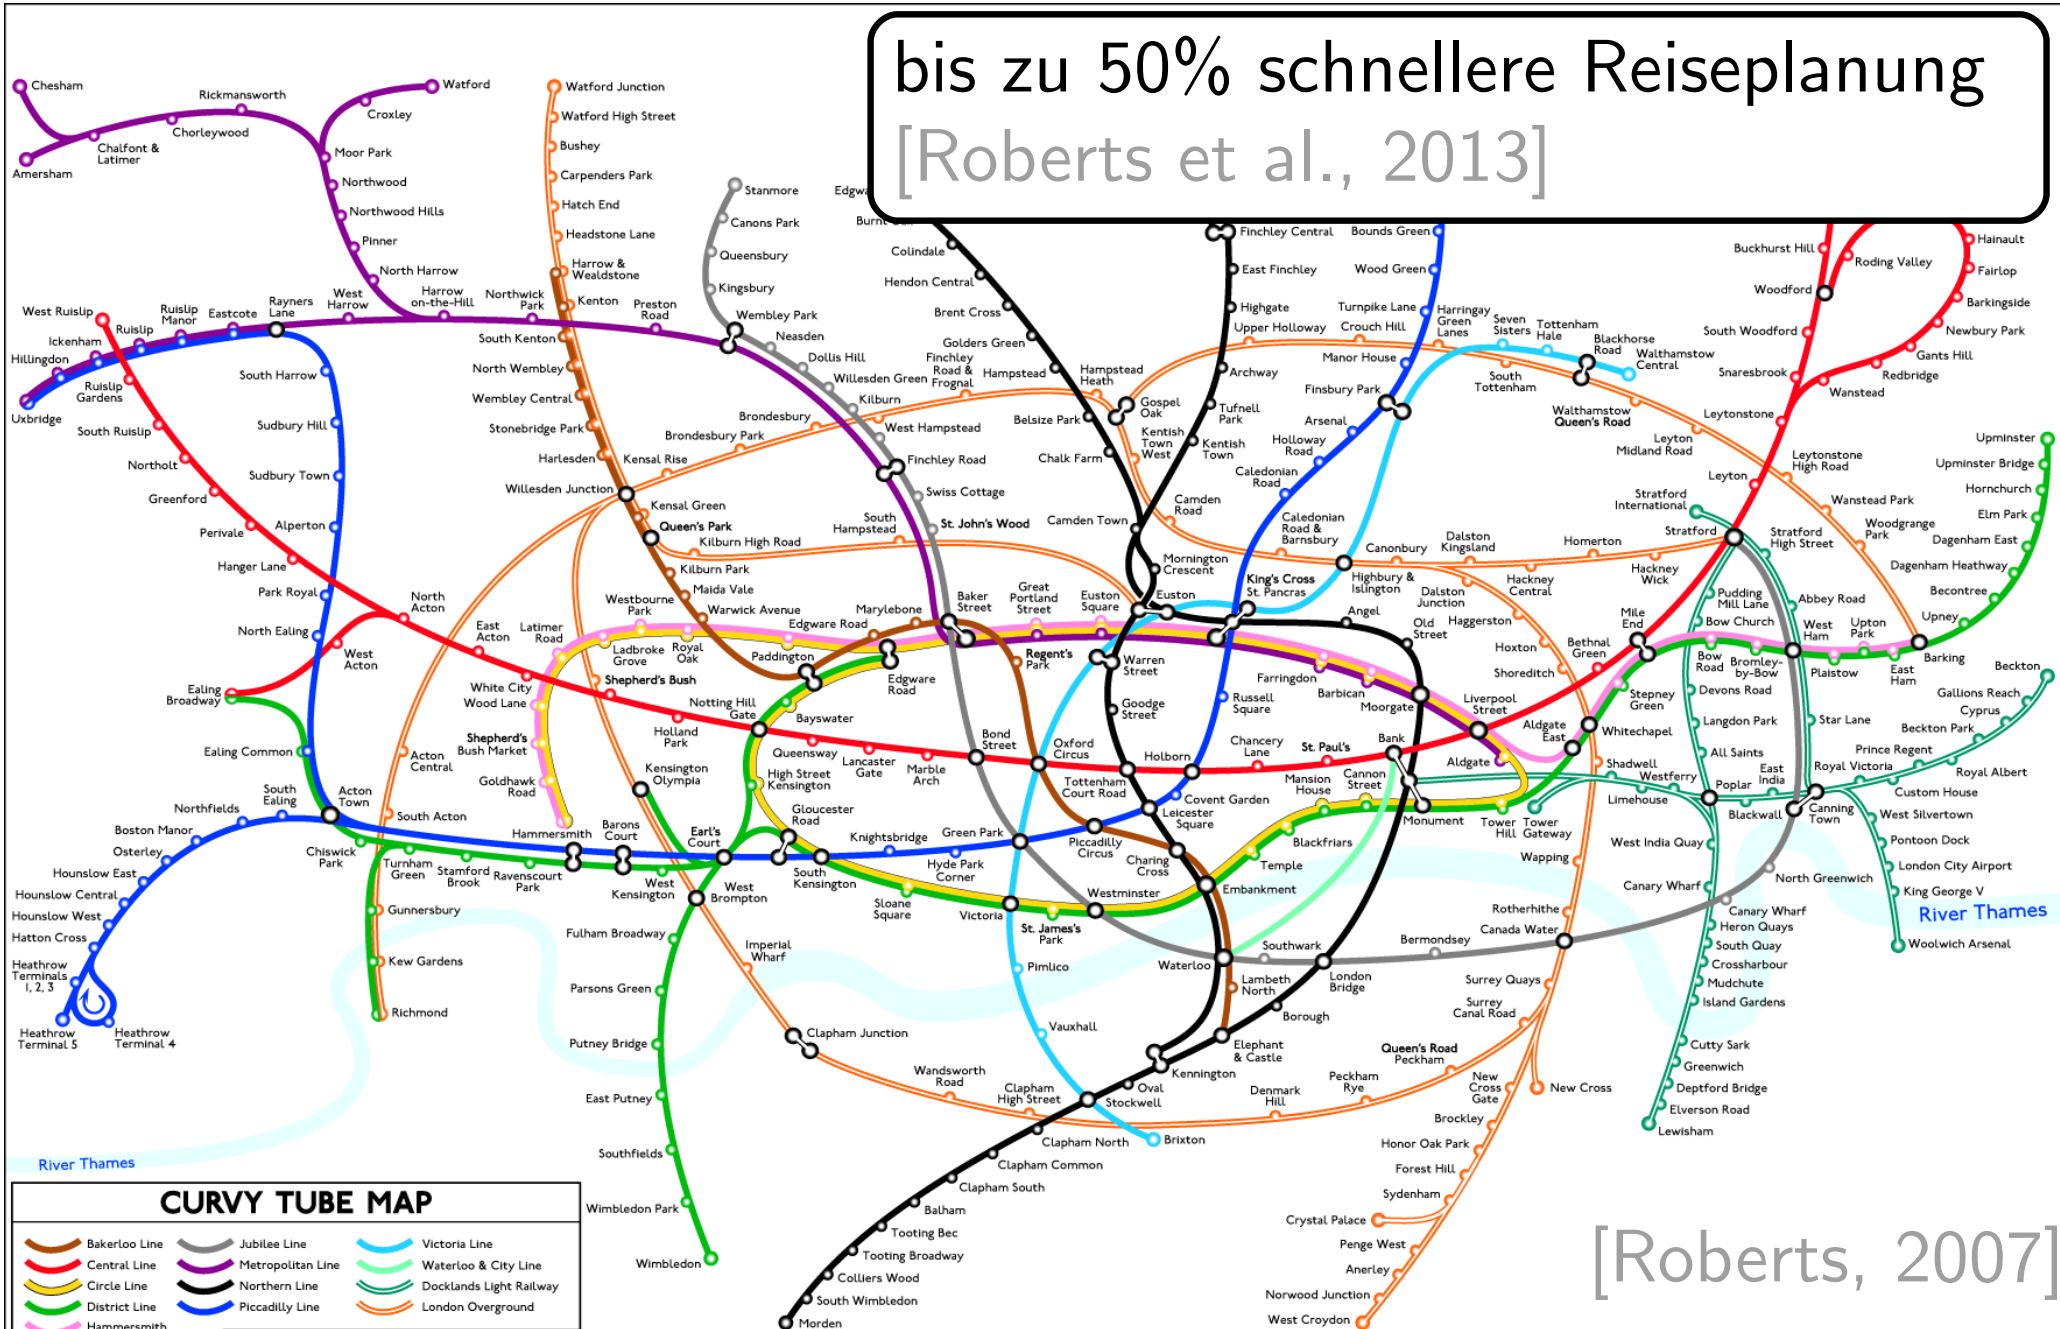 bis zu 50% schnellere Reiseplanung
[Roberts et al., 2013]
Chesham
Rickmansworth
Watford
Croxley
Chorleywood
Chalfont &
Latimer
Amersham
Moor Park
Northwood
Northwood Hills
Pinner
North Harrow
Harrow
on-the-Hill
West
Harrow
Rayners
Lane
Eastcote
Ruislip
Manor
Ruislip
Ickenham
Hillingdon
Uxbridge
West Ruislip
Ruislip
Gardens
South Ruislip
Northolt
Greenford
Perivale
Hanger Lane
North
Acton
West
Acton
Ealing
Broadway
East
Acton
White City
Wood Lane
Shepherd's
Bush Market
Goldhawk
Road
Hammersmith
Latimer
Road
Ladbroke
Grove
Westbourne
Park
Royal
Oak
Paddington
Edgware Road
Marylebone
Baker
Street
Great
Portland
Street
Euston
Square
Euston
King's Cross
St. Pancras
South Harrow
Sudbury Hill
Sudbury Town
Alperton
Park Royal
North Ealing
Ealing Common
Acton
Town
South
Ealing
Northfields
Boston Manor
Osterley
Hounslow East
Hounslow Central
Hounslow West
Hatton Cross
Heathrow
Terminals
1, 2, 3
Heathrow
Terminal 5
Heathrow
Terminal 4
Chiswick
Park
Turnham
Green
Stamford
Brook
Ravenscourt
Park
Barons
Court
West
Kensington
Earl's
Court
Kensington
Olympia
Gunnersbury
Kew Gardens
Richmond
South Acton
Acton
Central
Watford Junction
Watford High Street
Bushey
Carpenders Park
Hatch End
Headstone Lane
Harrow &
Wealdstone
Kenton
Northwick
Park
Preston
Road
South Kenton
North Wembley
Wembley Central
Stonebridge Park
Harlesden
Willesden Junction
Kensal Rise
Brondesbury Park
Brondesbury
Kensal Green
Queen's Park
Kilburn High Road
Kilburn Park
Maida Vale
Warwick Avenue
Stanmore
Canons Park
Queensbury
Kingsbury
Wembley Park
Neasden
Dollis Hill
Willesden Green
Kilburn
West Hampstead
Finchley Road
Swiss Cottage
St. John's Wood
South
Hampstead
Finchley
Road &
Frognal
Hampstead
Heath
Colindale
Hendon Central
Brent Cross
Golders Green
Hampstead
Belsize Park
Chalk Farm
Camden Town
Mornington
Crescent
Finchley Central
East Finchley
Highgate
Archway
Tufnell
Park
Kentish
Town
Kentish
Town
West
Gospel
Oak
Upper Holloway
Crouch Hill
Harringay
Green
Lanes
Camden
Road
Caledonian
Road &
Barnsbury
Bounds Green
Wood Green
Turnpike Lane
Manor House
Finsbury Park
Arsenal
Holloway
Road
Caledonian
Road
Seven
Sisters
Tottenham
Hale
Blackhorse
Road
Walthamstow
Central
South
Tottenham
Walthamstow
Queen's Road
Leyton
Midland Road
Leytonstone
High Road
Wanstead Park
Woodgrange
Park
Buckhurst Hill
Roding Valley
Hainault
Fairlop
Barkingside
Newbury Park
Gants Hill
Redbridge
Wanstead
Woodford
South Woodford
Snaresbrook
Leytonstone
Leyton
Stratford
International
Stratford
Stratford
High Street
Upminster
Upminster Bridge
Hornchurch
Elm Park
Dagenham East
Dagenham Heathway
Becontree
Upney
Barking
East
Ham
Upton
Park
Plaistow
West
Ham
Abbey Road
Bromley-
by-Bow
Bow
Road
Bow Church
Pudding
Mill Lane
Mile
End
Stepney
Green
Bethnal
Green
Highbury &
Islington
Canonbury
Dalston
Kingsland
Homerton
Hackney
Wick
Hackney
Central
Dalston
Junction
Haggerston
Hoxton
Shoreditch
Angel
Old
Street
Regent's
Park
Edgware
Road
Warren
Street
Goodge
Street
Russell
Square
Farringdon
Barbican
Moorgate
Liverpool
Street
Aldgate
East
Whitechapel
Aldgate
Shepherd's Bush
Notting Hill
Gate
Holland
Park
Bayswater
Queensway
Lancaster
Gate
Marble
Arch
Bond
Street
Oxford
Circus
Tottenham
Court Road
Holborn
Chancery
Lane
St. Paul's
Bank
High Street
Kensington
Gloucester
Road
South
Kensington
Knightsbridge
Hyde Park
Corner
Green Park
Piccadilly
Circus
Leicester
Square
Covent Garden
Charing
Cross
Embankment
Temple
Blackfriars
Mansion
House
Cannon
Street
Monument
Tower
Hill
Tower
Gateway
Sloane
Square
Victoria
St. James's
Park
Westminster
Waterloo
Southwark
Lambeth
North
London
Bridge
Borough
Elephant
& Castle
Kennington
Oval
Stockwell
Clapham North
Clapham Common
Clapham South
Balham
Tooting Bec
Tooting Broadway
Colliers Wood
South Wimbledon
Morden
Pimlico
Vauxhall
Brixton
West
Brompton
Fulham Broadway
Parsons Green
Putney Bridge
East Putney
Southfields
Wimbledon Park
Wimbledon
Imperial
Wharf
Clapham Junction
Wandsworth
Road
Clapham
High Street
Denmark
Hill
Peckham
Rye
Queen's Road
Peckham
Surrey
Canal Road
Surrey Quays
Canada Water
Rotherhithe
Wapping
Shadwell
Bermondsey
New
Cross
Gate
New Cross
Brockley
Honor Oak Park
Forest Hill
Sydenham
Crystal Palace
Penge West
Anerley
Norwood Junction
West Croydon
Devons Road
Langdon Park
All Saints
Poplar
Westferry
Limehouse
East
India
Blackwall
Canning
Town
Star Lane
Royal Victoria
Custom House
Prince Regent
Royal Albert
Beckton Park
Cyprus
Gallions Reach
Beckton
West Silvertown
Pontoon Dock
London City Airport
King George V
Woolwich Arsenal
North Greenwich
West India Quay
Canary Wharf
Canary Wharf
Heron Quays
South Quay
Crossharbour
Mudchute
Island Gardens
Cutty Sark
Greenwich
Deptford Bridge
Elverson Road
Lewisham
River Thames
River Thames
CURVY TUBE MAP
Bakerloo Line
Central Line
Circle Line
District Line
Hammersmith
Jubilee Line
Metropolitan Line
Northern Line
Piccadilly Line
Victoria Line
Waterloo & City Line
Docklands Light Railway
London Overground
[Roberts, 2007]